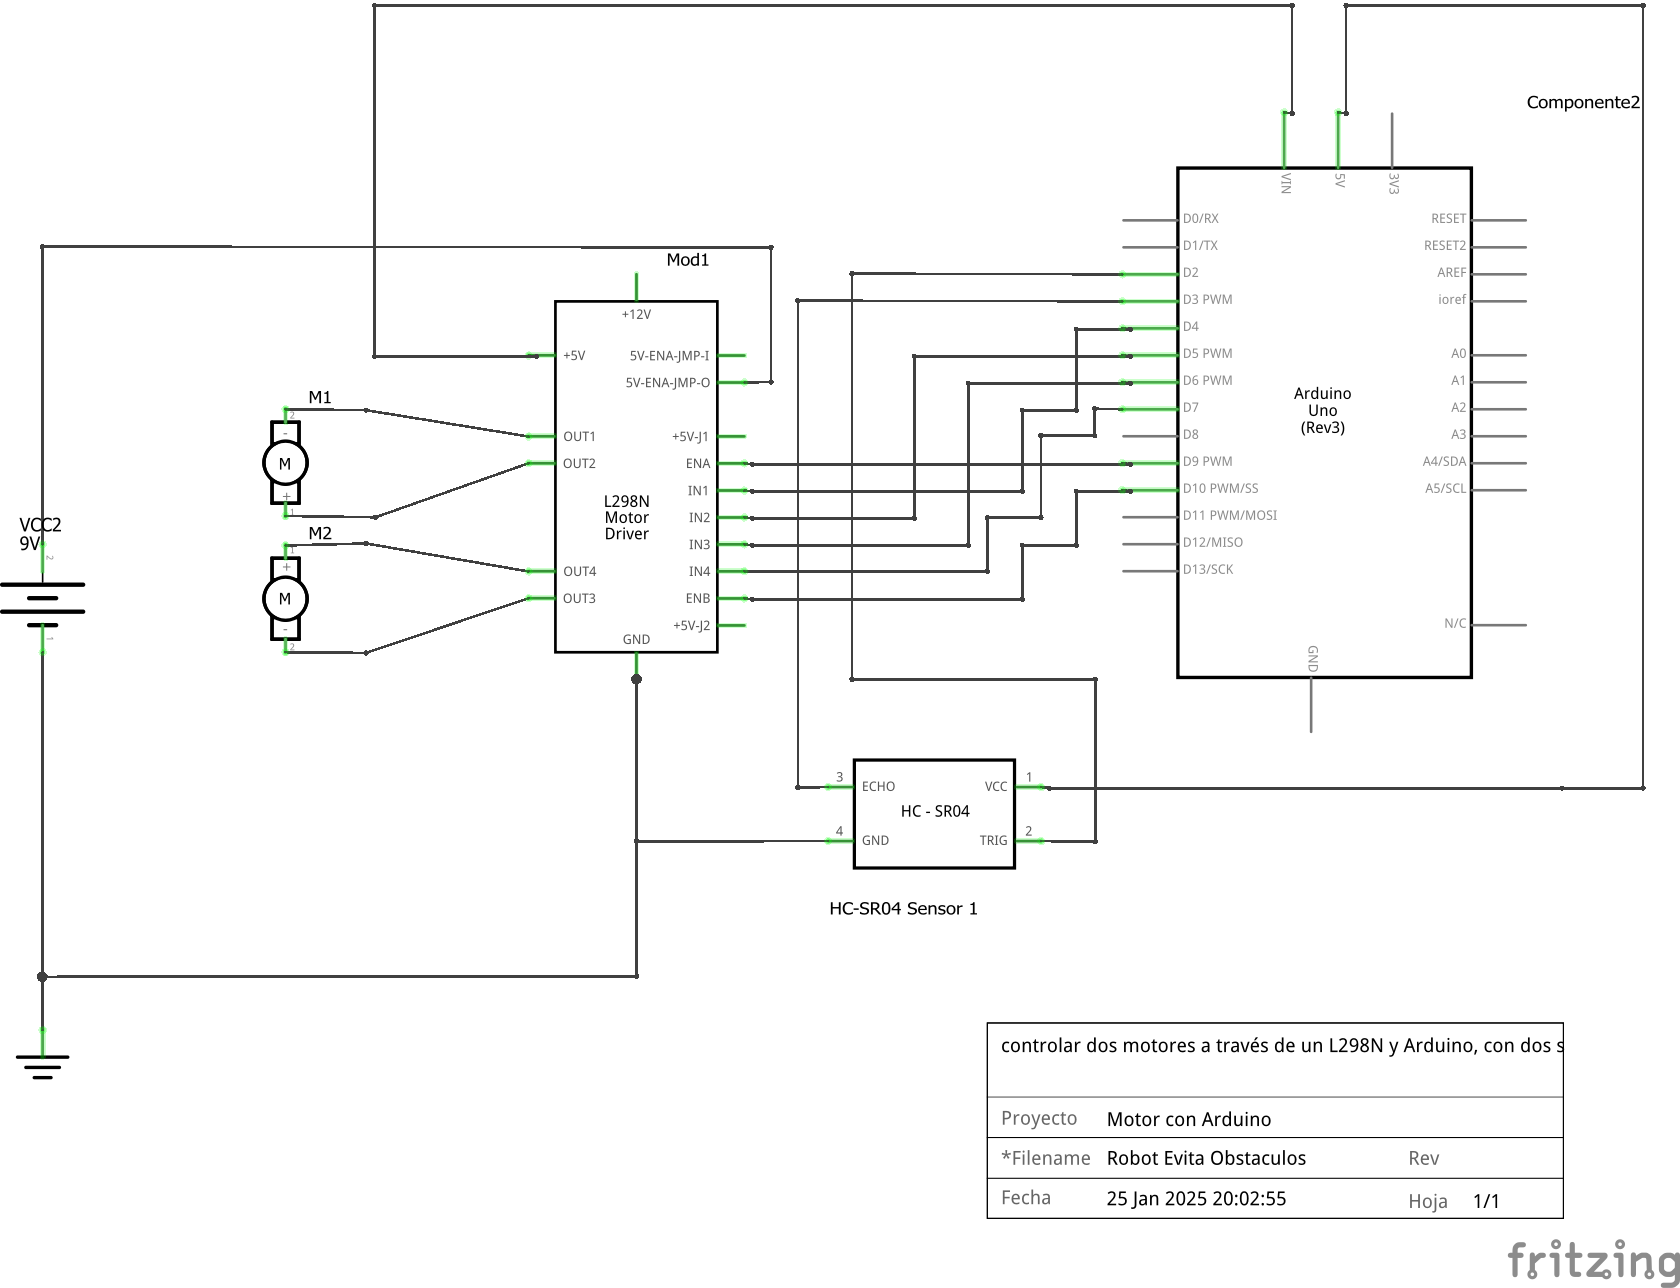 Componente2
VIN
5V
3V3
D0/RX
D1/TX
D2
D3 PWM
D4
D5 PWM
D6 PWM
D7
D8
D9 PWM
D10 PWM/SS
D11 PWM/MOSI
D12/MISO
D13/SCK
Arduino
Uno
(Rev3)
RESET
RESET2
AREF
ioref
A0
A1
A2
A3
A4/SDA
A5/SCL
N/C
GND
Mod1
+12V
+5V
5V-ENA-JMP-I
5V-ENA-JMP-O
OUT1
OUT2
+5V-J1
ENA
IN1
IN2
IN3
IN4
ENB
+5V-J2
L298N
Motor
Driver
OUT4
OUT3
GND
M1
2
-
M
+
1
M2
1
+
M
-
2
VCC2
9V
2
1
3
ECHO
VCC
1
HC - SR04
4
GND
TRIG
2
HC-SR04 Sensor 1
controlar dos motores a través de un L298N y Arduino, con dos s
Proyecto Motor con Arduino
*Filename Robot Evita Obstaculos Rev
Fecha 25 Jan 2025 20:02:55 Hoja 1/1
fritzing